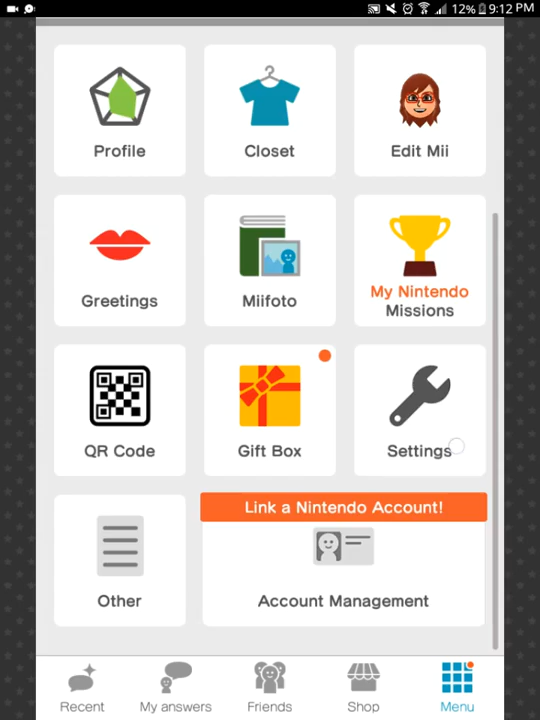 12% 9:12 PM
Profile
Closet
Edit Mii
Greetings
Miifoto
My Nintendo
Missions
QR Code
Gift Box
Settings
Link a Nintendo Account!
Other
Account Management
Recent
My answers
Friends
Shop
Menu